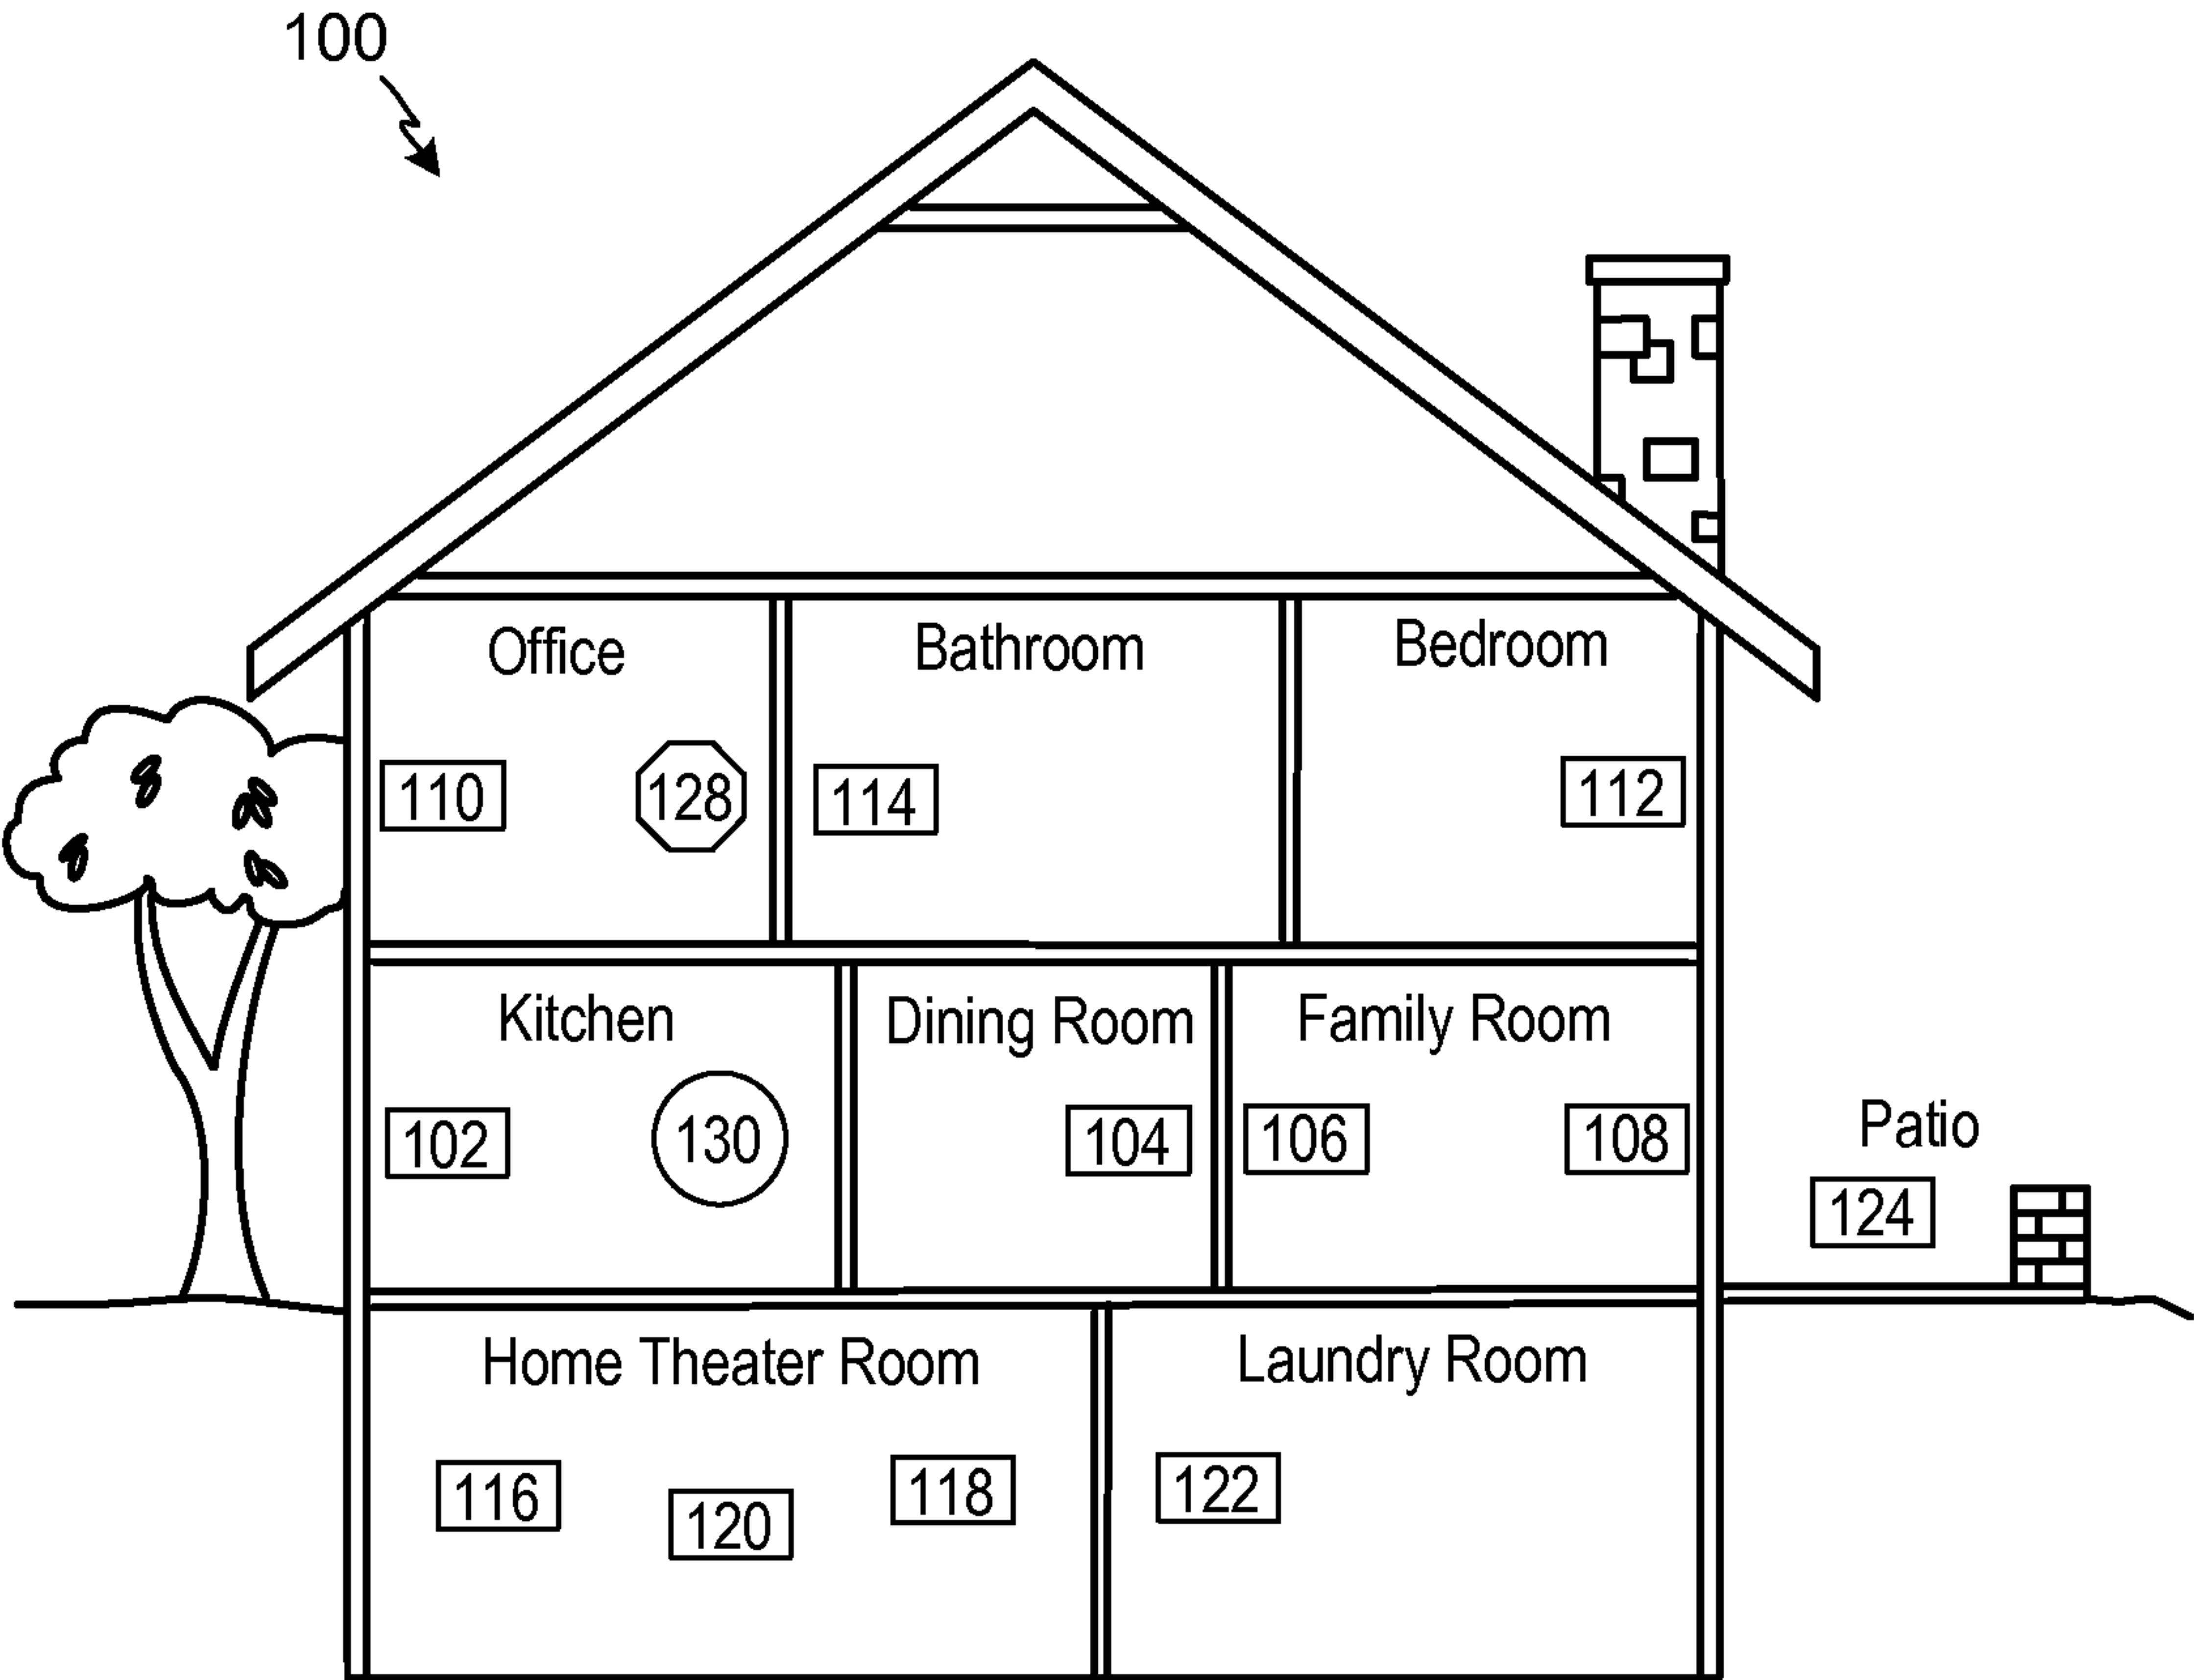 100
Office
Bathroom
Bedroom
110
128
114
112
Kitchen
Dining Room
Family Room
102
130
104
106
108
Patio
124
Home Theater Room
Laundry Room
116
120
118
122